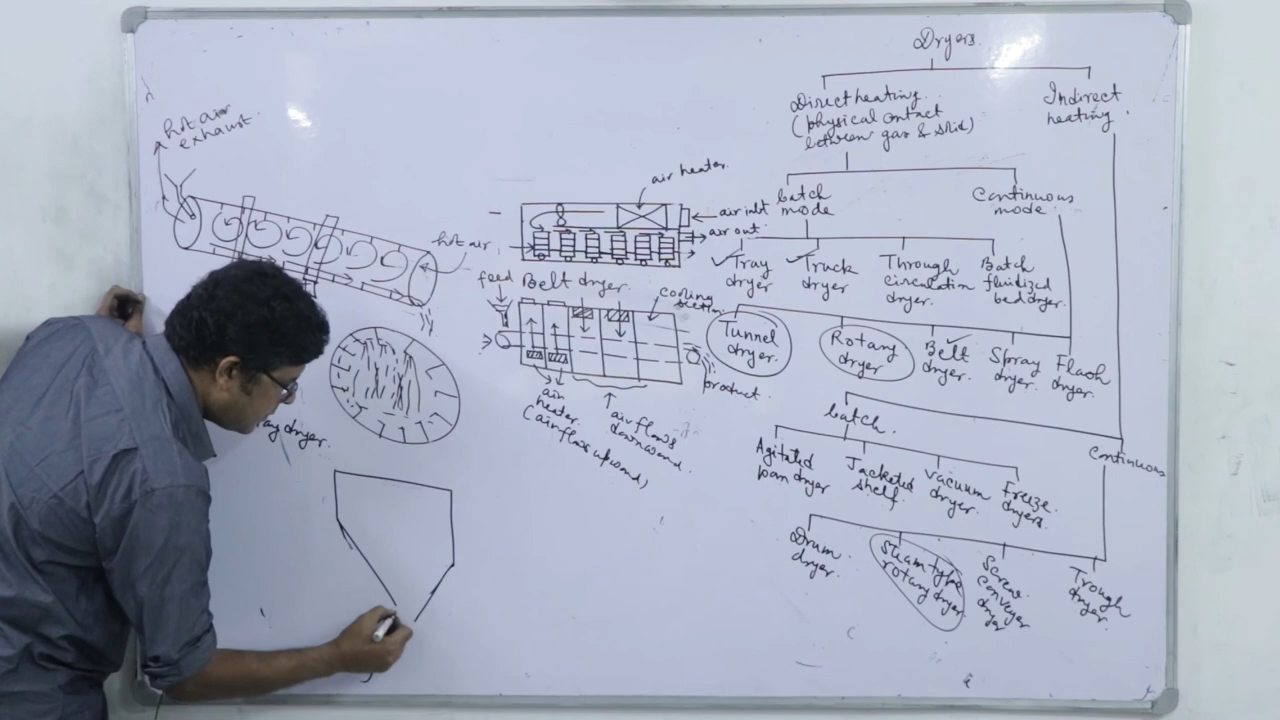 Dryers.
Direct heating.
(physical contact
between gas & solid)
Indirect
heating.
batch
mode
Continuous
mode.
Tray
dryer
Truck
dryer
Through
circulation
dryer.
Batch
fluidized
bed dryer.
Tunnel
dryer.
Rotary
dryer
Belt
dryer.
Spray
dryer.
Flash
dryer.
batch.
Continuous
Agitated
pan dryer
Jacketed
shelf.
vacuum
dryer.
Freeze
dryers.
Drum
dryer.
Steam type
rotary dryer.
Screw
conveyer
dryer
Trough
dryer.
hot air
exhaust.
hot air
air heater.
air inlt
air out.
feed
Belt dryer.
cooling
product.
air
heater.
(air flows upward)
air flows
downward.
ay dryer.